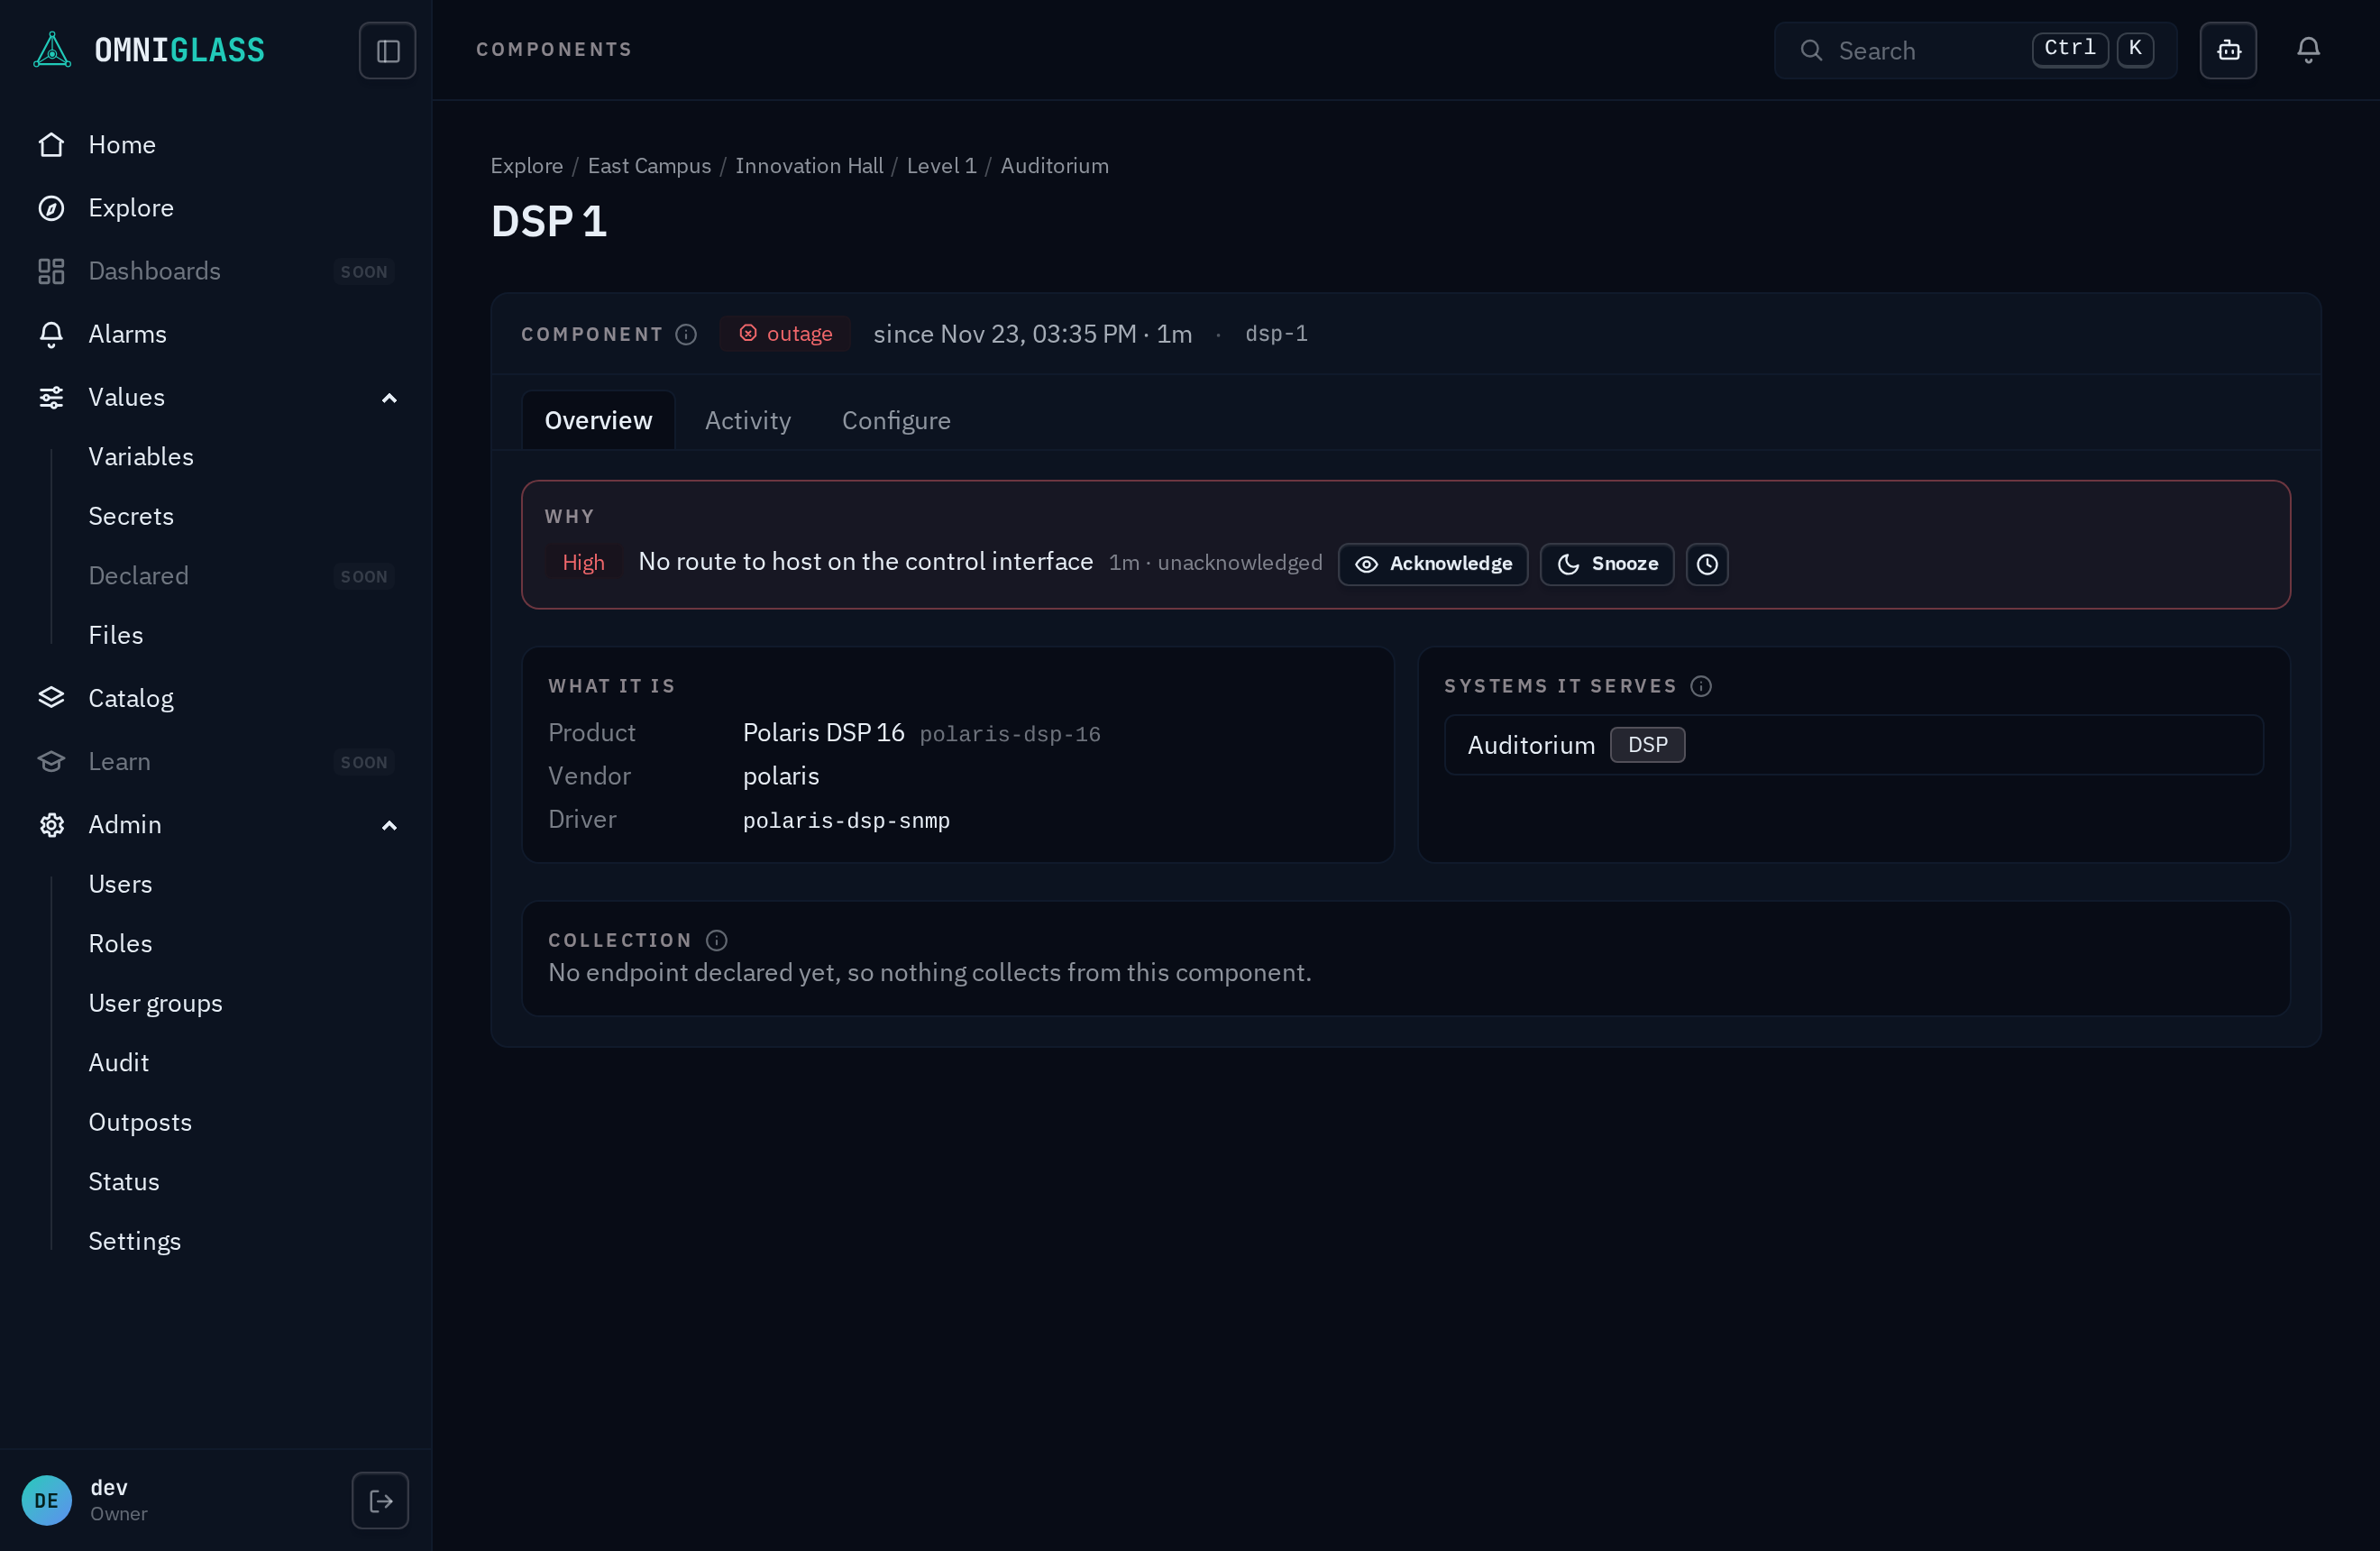 OMNIGLASS
Home
Explore
Dashboards SOON
Alarms
Values
Variables
Secrets
Declared SOON
Files
Catalog
Learn SOON
Admin
Users
Roles
User groups
Audit
Outposts
Status
Settings
DE
dev
Owner
COMPONENTS
Search Ctrl K
Explore / East Campus / Innovation Hall / Level 1 / Auditorium
DSP 1
COMPONENT outage since Nov 23, 03:35 PM · 1m · dsp-1
Overview Activity Configure
WHY
High No route to host on the control interface 1m · unacknowledged Acknowledge Snooze
WHAT IT IS
Product Polaris DSP 16 polaris-dsp-16
Vendor polaris
Driver polaris-dsp-snmp
SYSTEMS IT SERVES
Auditorium DSP
COLLECTION
No endpoint declared yet, so nothing collects from this component.